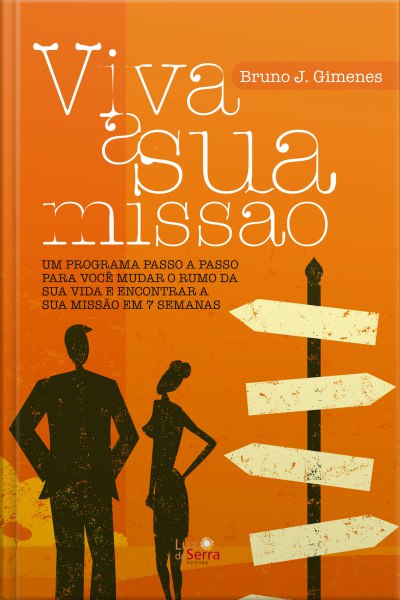 Viva
Bruno J. Gimenes
a sua
missão
UM PROGRAMA PASSO A PASSO
PARA VOCÊ MUDAR O RUMO DA
SUA VIDA E ENCONTRAR A
SUA MISSÃO EM 7 SEMANAS
Luz
da Serra
EDITORA